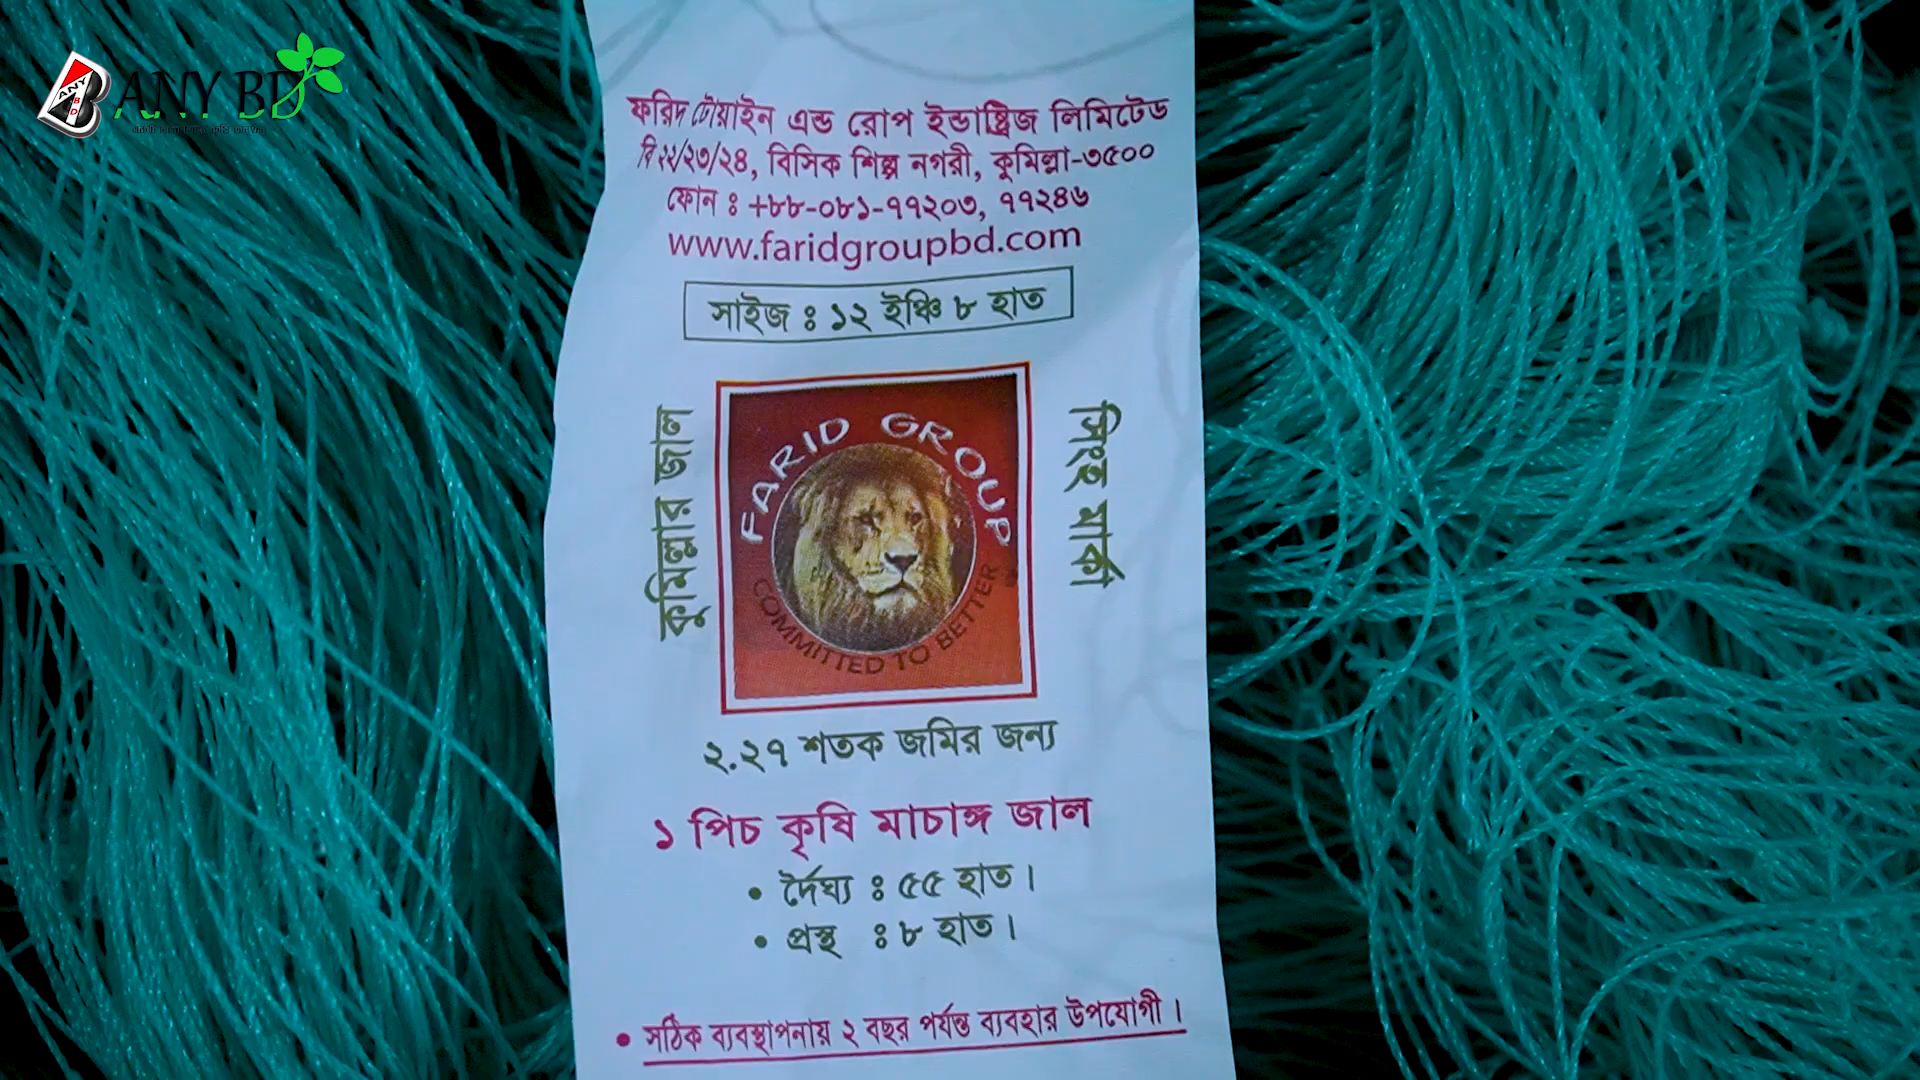 ANY BD
ফরিদ টোয়াইন এন্ড রোপ ইন্ডাষ্ট্রিজ লিমিটেড
বি ২২/২৩/২৪, বিসিক শিল্প নগরী, কুমিল্লা-৩৫০০
ফোন ঃ +৮৮-০৮১-৭৭২০৩, ৭৭২৪৬
www.faridgroupbd.com
সাইজ ঃ ১২ ইঞ্চি ৮ হাত
কুমিল্লার জাল
FARID GROUP
COMMITTED TO BETTER
সিংহ মার্কা
২.২৭ শতক জমির জন্য
১ পিচ কৃষি মাচাঙ্গ জাল
• দৈর্ঘ্য ঃ ৫৫ হাত।
• প্রস্থ ঃ ৮ হাত।
• সঠিক ব্যবস্থাপনায় ২ বছর পর্যন্ত ব্যবহার উপযোগী।